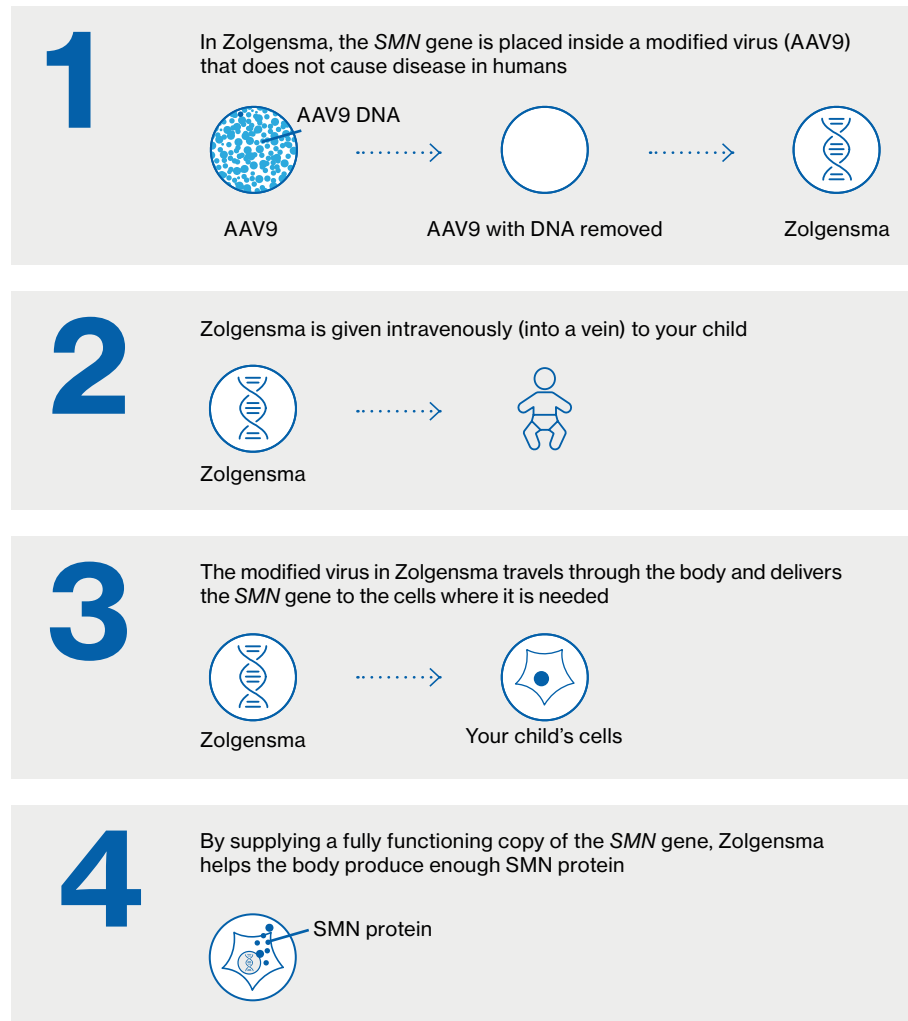 1
In Zolgensma, the SMN gene is placed inside a modified virus (AAV9)
that does not cause disease in humans
AAV9 DNA
AAV9
AAV9 with DNA removed
Zolgensma
2
Zolgensma is given intravenously (into a vein) to your child
Zolgensma
3
The modified virus in Zolgensma travels through the body and delivers
the SMN gene to the cells where it is needed
Zolgensma
Your child’s cells
4
By supplying a fully functioning copy of the SMN gene, Zolgensma
helps the body produce enough SMN protein
SMN protein